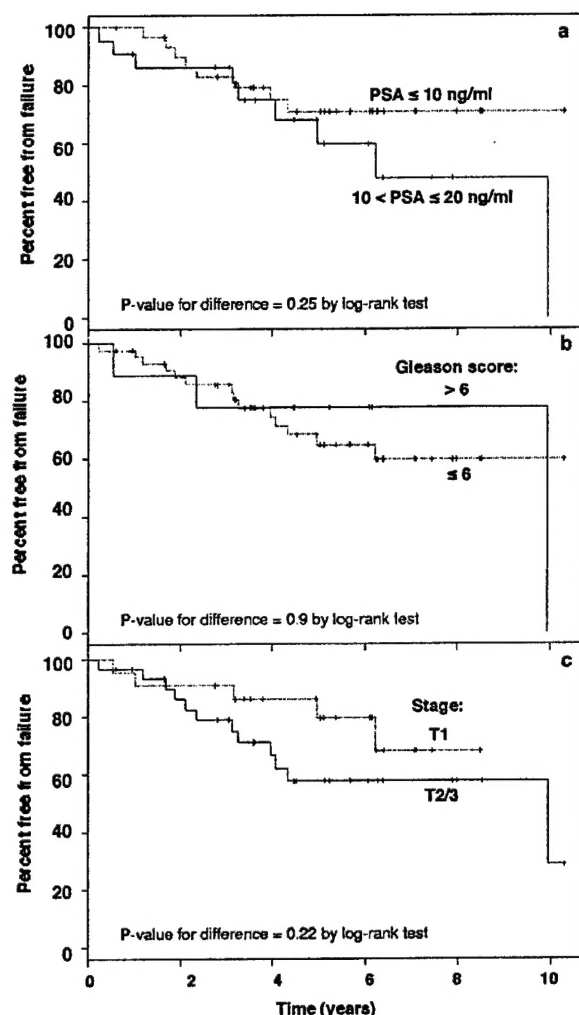 a
100
80
60
40
20
0
Percent free from failure
PSA ≤ 10 ng/ml
10 < PSA ≤ 20 ng/ml
P-value for difference = 0.25 by log-rank test
b
100
80
60
40
20
0
Percent free from failure
Gleason score:
> 6
≤ 6
P-value for difference = 0.9 by log-rank test
c
100
80
60
40
20
0
Percent free from failure
Stage:
T1
T2/3
P-value for difference = 0.22 by log-rank test
0 2 4 6 8 10
Time (years)